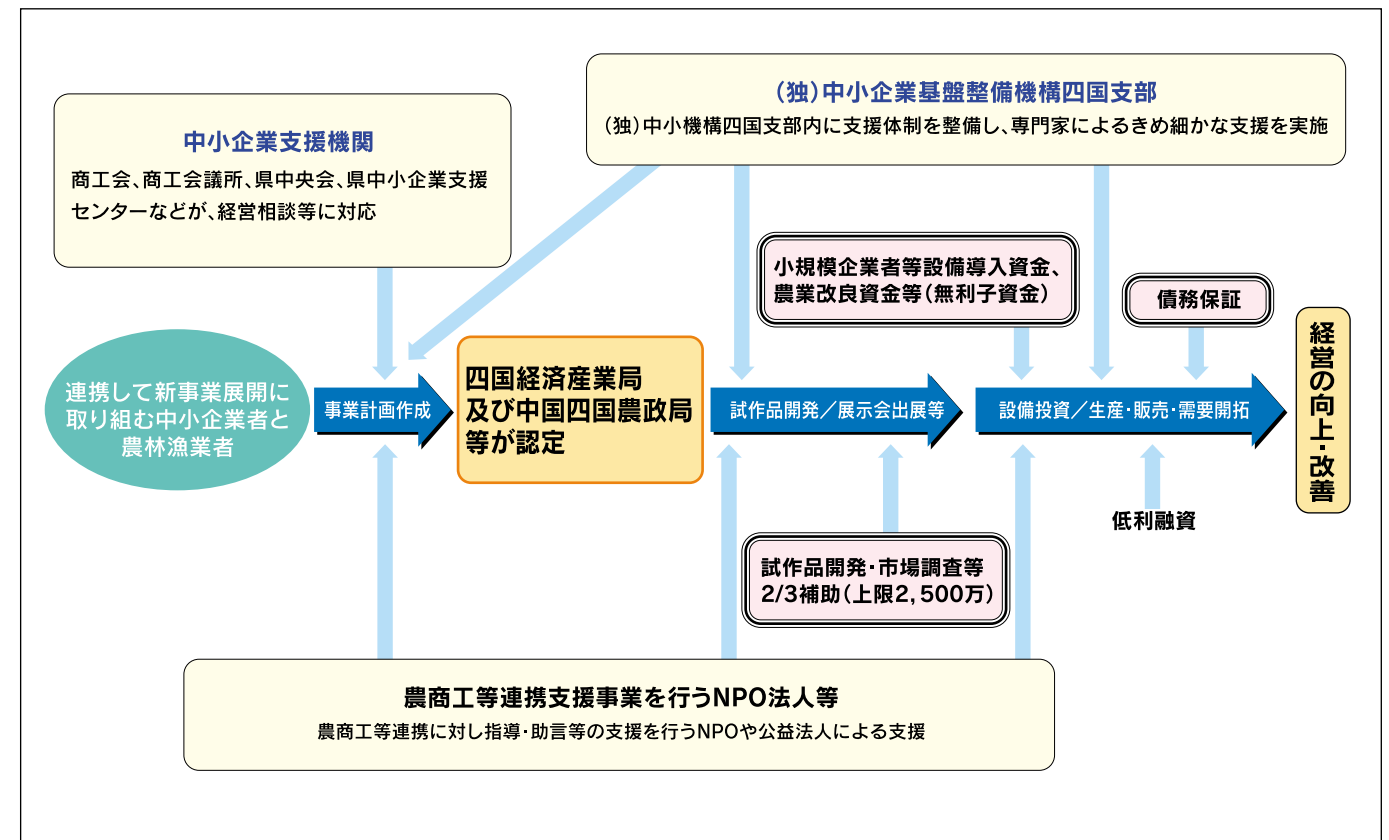 (独)中小企業基盤整備機構四国支部
(独)中小機構四国支部内に支援体制を整備し、専門家によるきめ細かな支援を実施
中小企業支援機関
商工会、商工会議所、県中央会、県中小企業支援
センターなどが、経営相談等に対応
小規模企業者等設備導入資金、
農業改良資金等(無利子資金)
債務保証
連携して新事業展開に
取り組む中小企業者と
農林漁業者
事業計画作成
四国経済産業局
及び中国四国農政局
等が認定
試作品開発/展示会出展等
設備投資/生産・販売・需要開拓
経営の向上・改善
低利融資
試作品開発・市場調査等
2/3補助(上限2,500万)
農商工等連携支援事業を行うNPO法人等
農商工等連携に対し指導・助言等の支援を行うNPOや公益法人による支援